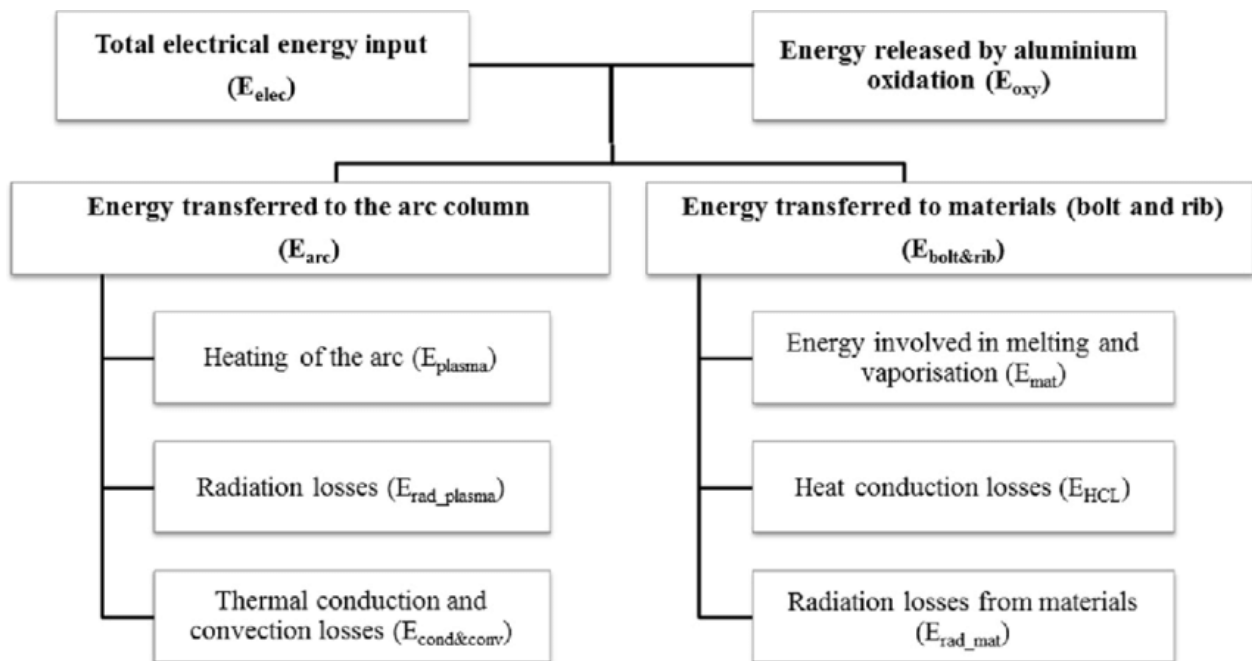 Total electrical energy input
(E_elec)
Energy released by aluminium
oxidation (E_oxy)
Energy transferred to the arc column
(E_arc)
Energy transferred to materials (bolt and rib)
(E_bolt&rib)
Heating of the arc (E_plasma)
Energy involved in melting and
vaporisation (E_mat)
Radiation losses (E_rad_plasma)
Heat conduction losses (E_HCL)
Thermal conduction and
convection losses (E_cond&conv)
Radiation losses from materials
(E_rad_mat)